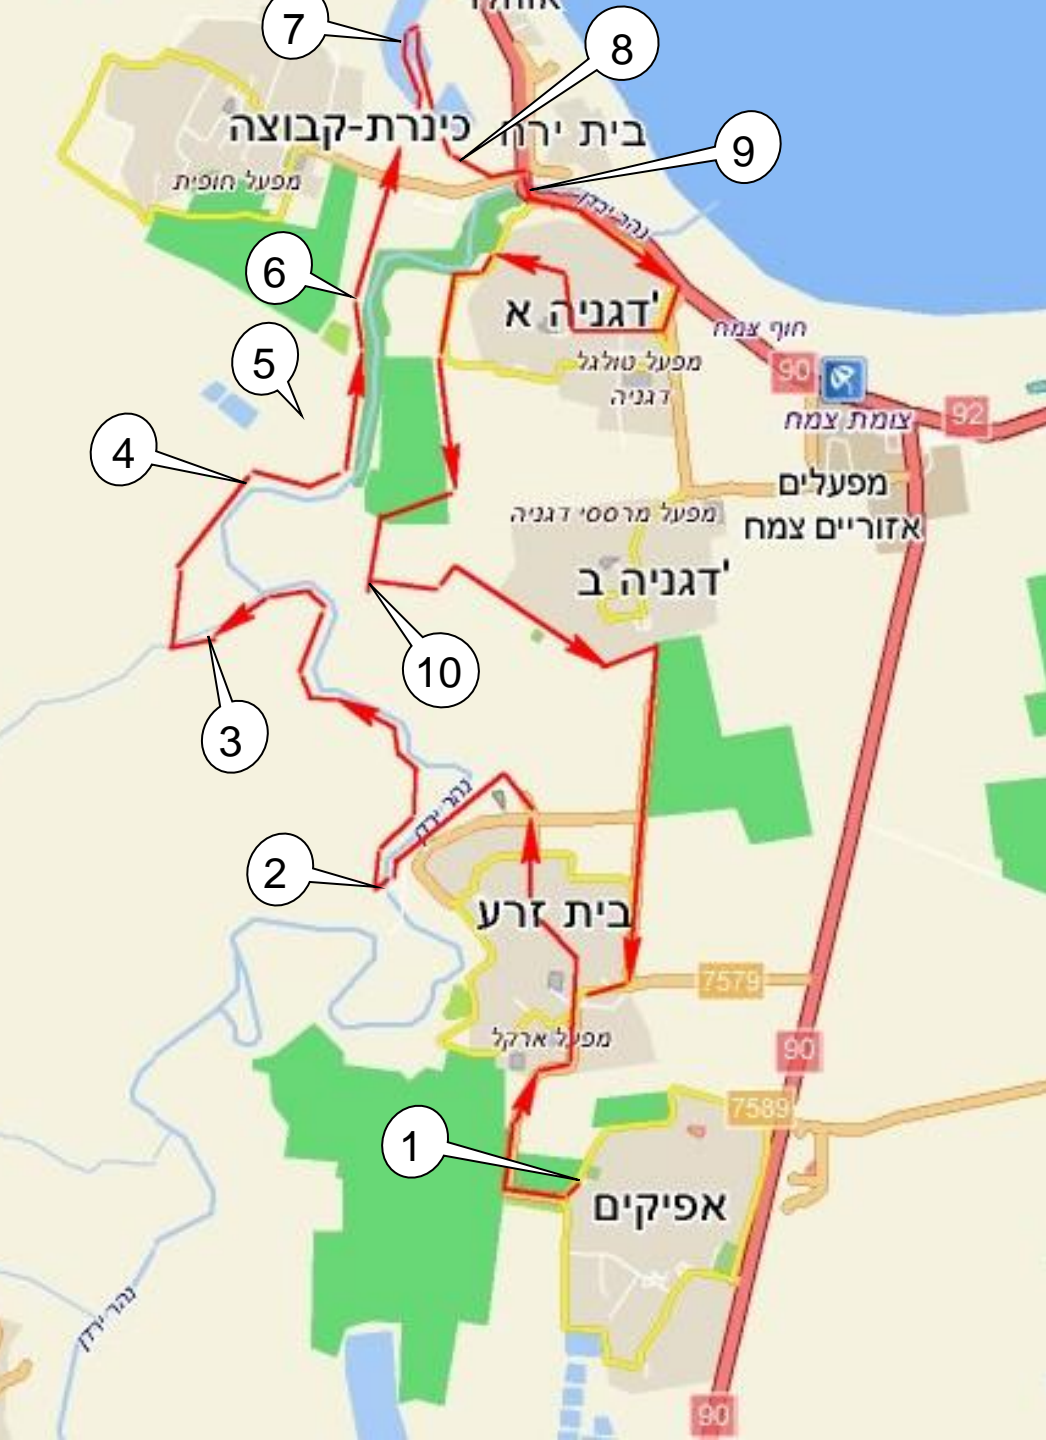 7
8
כינרת-קבוצה
בית ירח
9
מפעל חופית
נהר ירדן
6
דגניה א'
חוף צמח
5
מפעל טולגל
דגניה
90
צומת צמח
92
4
מפעלים
אזוריים צמח
מפעל מרססי דגניה
דגניה ב'
10
3
נהר ירדן
2
בית זרע
7579
מפעל ארקל
90
7589
1
אפיקים
נהר ירדן
90